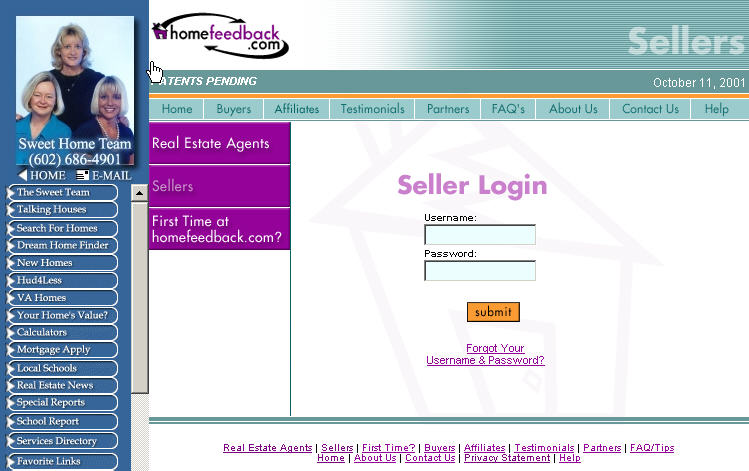 Sweet Home Team
(602) 686-4901
HOME E-MAIL
The Sweet Team
Talking Houses
Search For Homes
Dream Home Finder
New Homes
Hud4Less
VA Homes
Your Home's Value?
Calculators
Mortgage Apply
Local Schools
Real Estate News
Special Reports
School Report
Services Directory
Favorite Links
homefeedback
.com
Sellers
PATENTS PENDING
October 11, 2001
Home Buyers Affiliates Testimonials Partners FAQ's About Us Contact Us Help
Real Estate Agents
Sellers
First Time at
homefeedback.com?
Seller Login
Username:
Password:
submit
Forgot Your
Username & Password?
Real Estate Agents | Sellers | First Time? | Buyers | Affiliates | Testimonials | Partners | FAQ/Tips
Home | About Us | Contact Us | Privacy Statement | Help